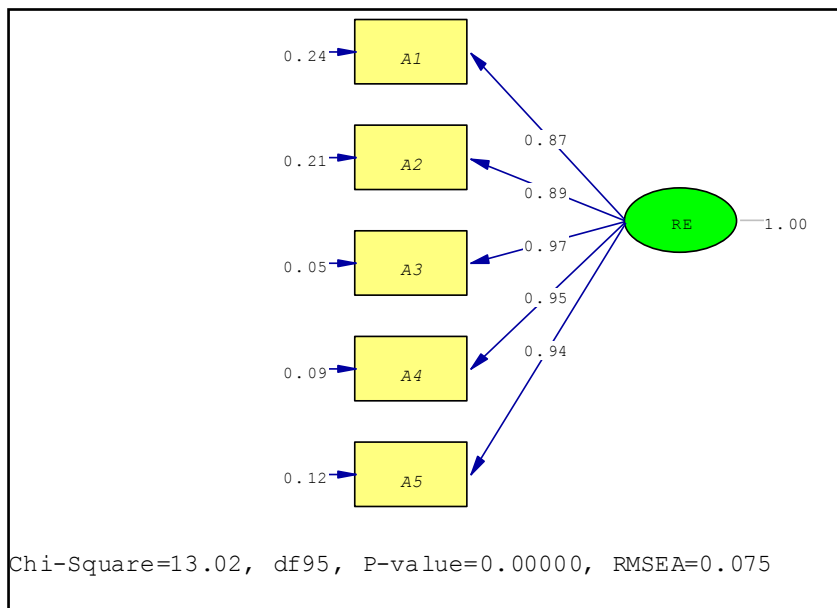 0.24 A1
0.87
0.21 A2
0.89
RE 1.00
0.97
0.05 A3
0.95
0.94
0.09 A4
0.12 A5
Chi-Square=13.02, df95, P-value=0.00000, RMSEA=0.075